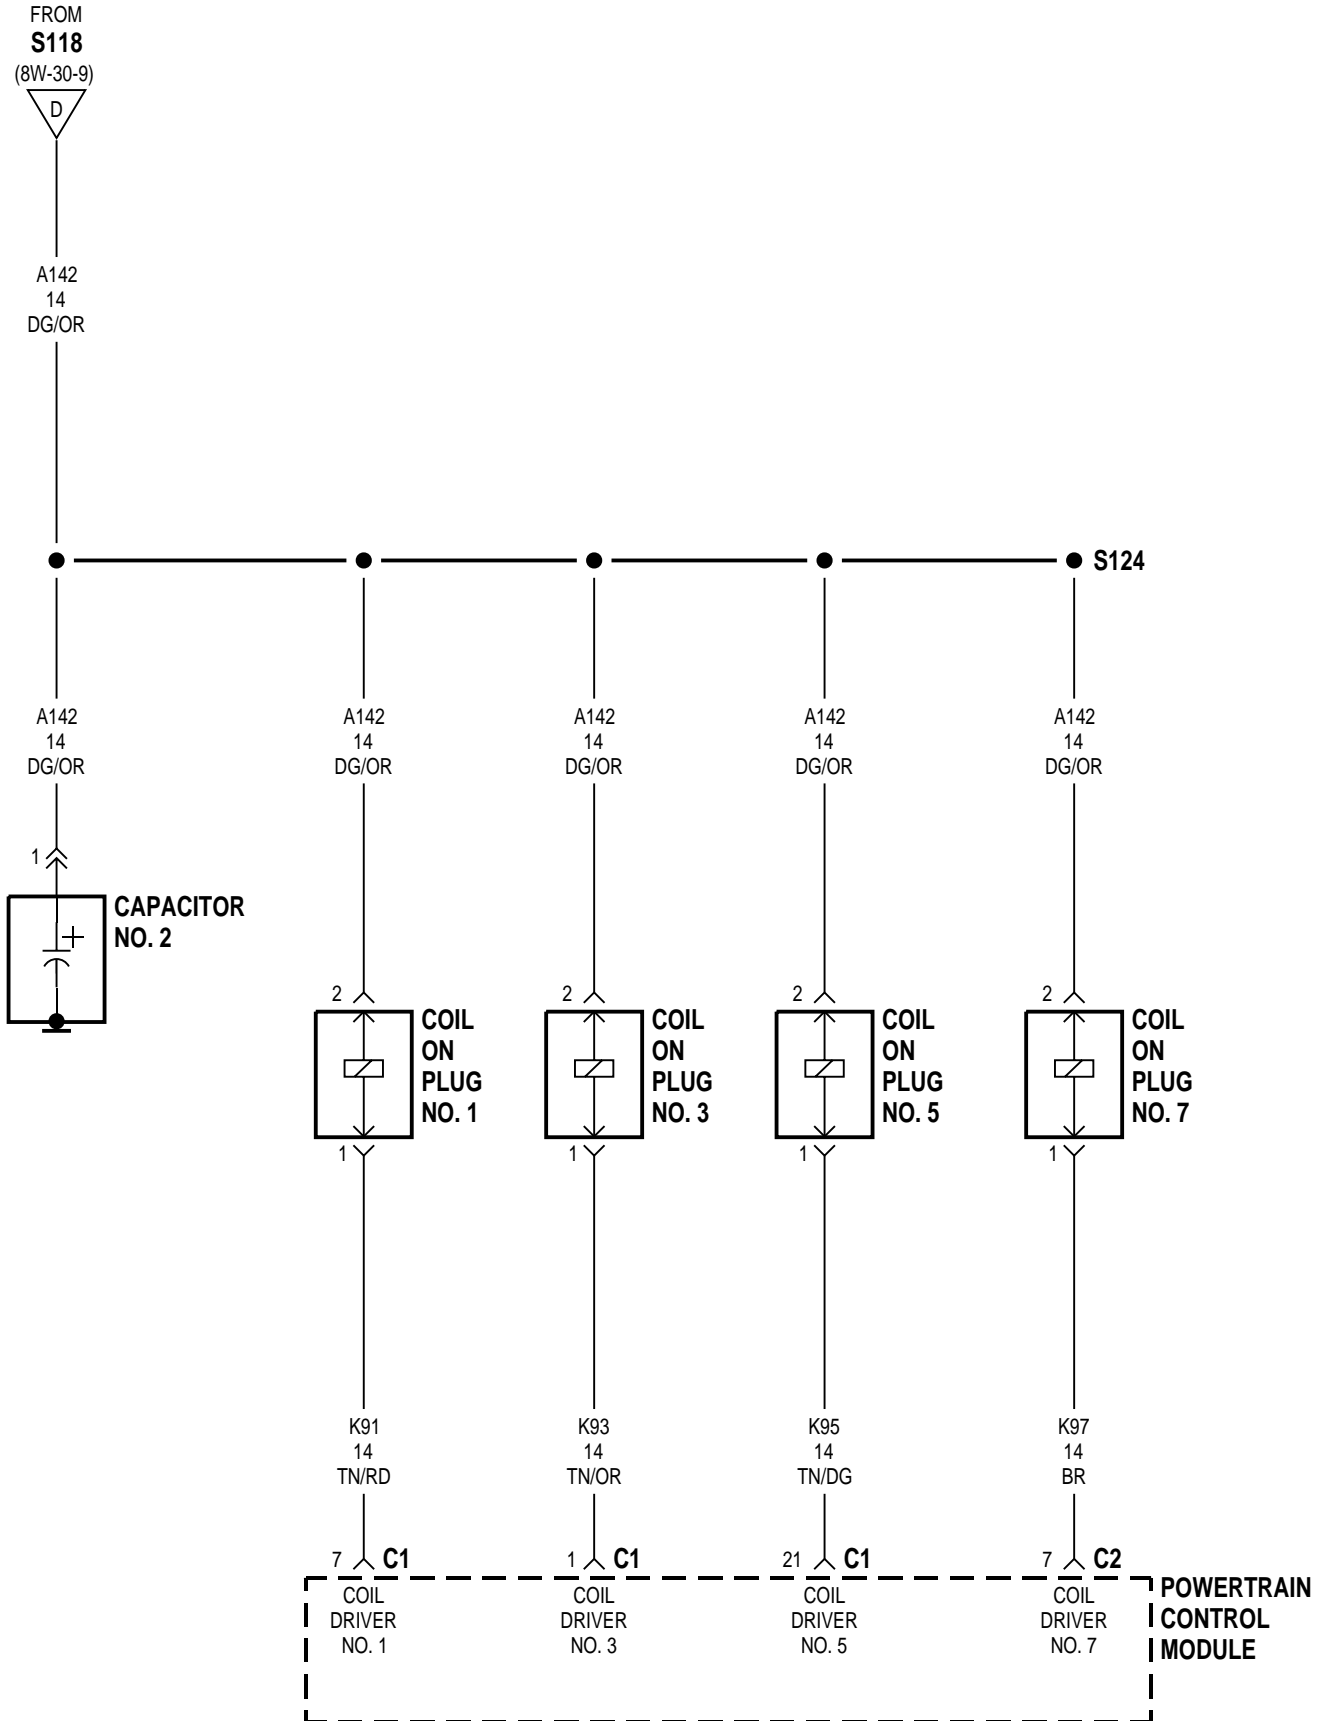 FROM
S118
(8W-30-9)
D
A142
14
DG/OR
S124
A142
14
DG/OR
A142
14
DG/OR
A142
14
DG/OR
A142
14
DG/OR
A142
14
DG/OR
1
CAPACITOR
NO. 2
2
COIL
ON
PLUG
NO. 1
1
2
COIL
ON
PLUG
NO. 3
1
2
COIL
ON
PLUG
NO. 5
1
2
COIL
ON
PLUG
NO. 7
1
K91
14
TN/RD
K93
14
TN/OR
K95
14
TN/DG
K97
14
BR
7 C1
1 C1
21 C1
7 C2
COIL
DRIVER
NO. 1
COIL
DRIVER
NO. 3
COIL
DRIVER
NO. 5
COIL
DRIVER
NO. 7
POWERTRAIN
CONTROL
MODULE